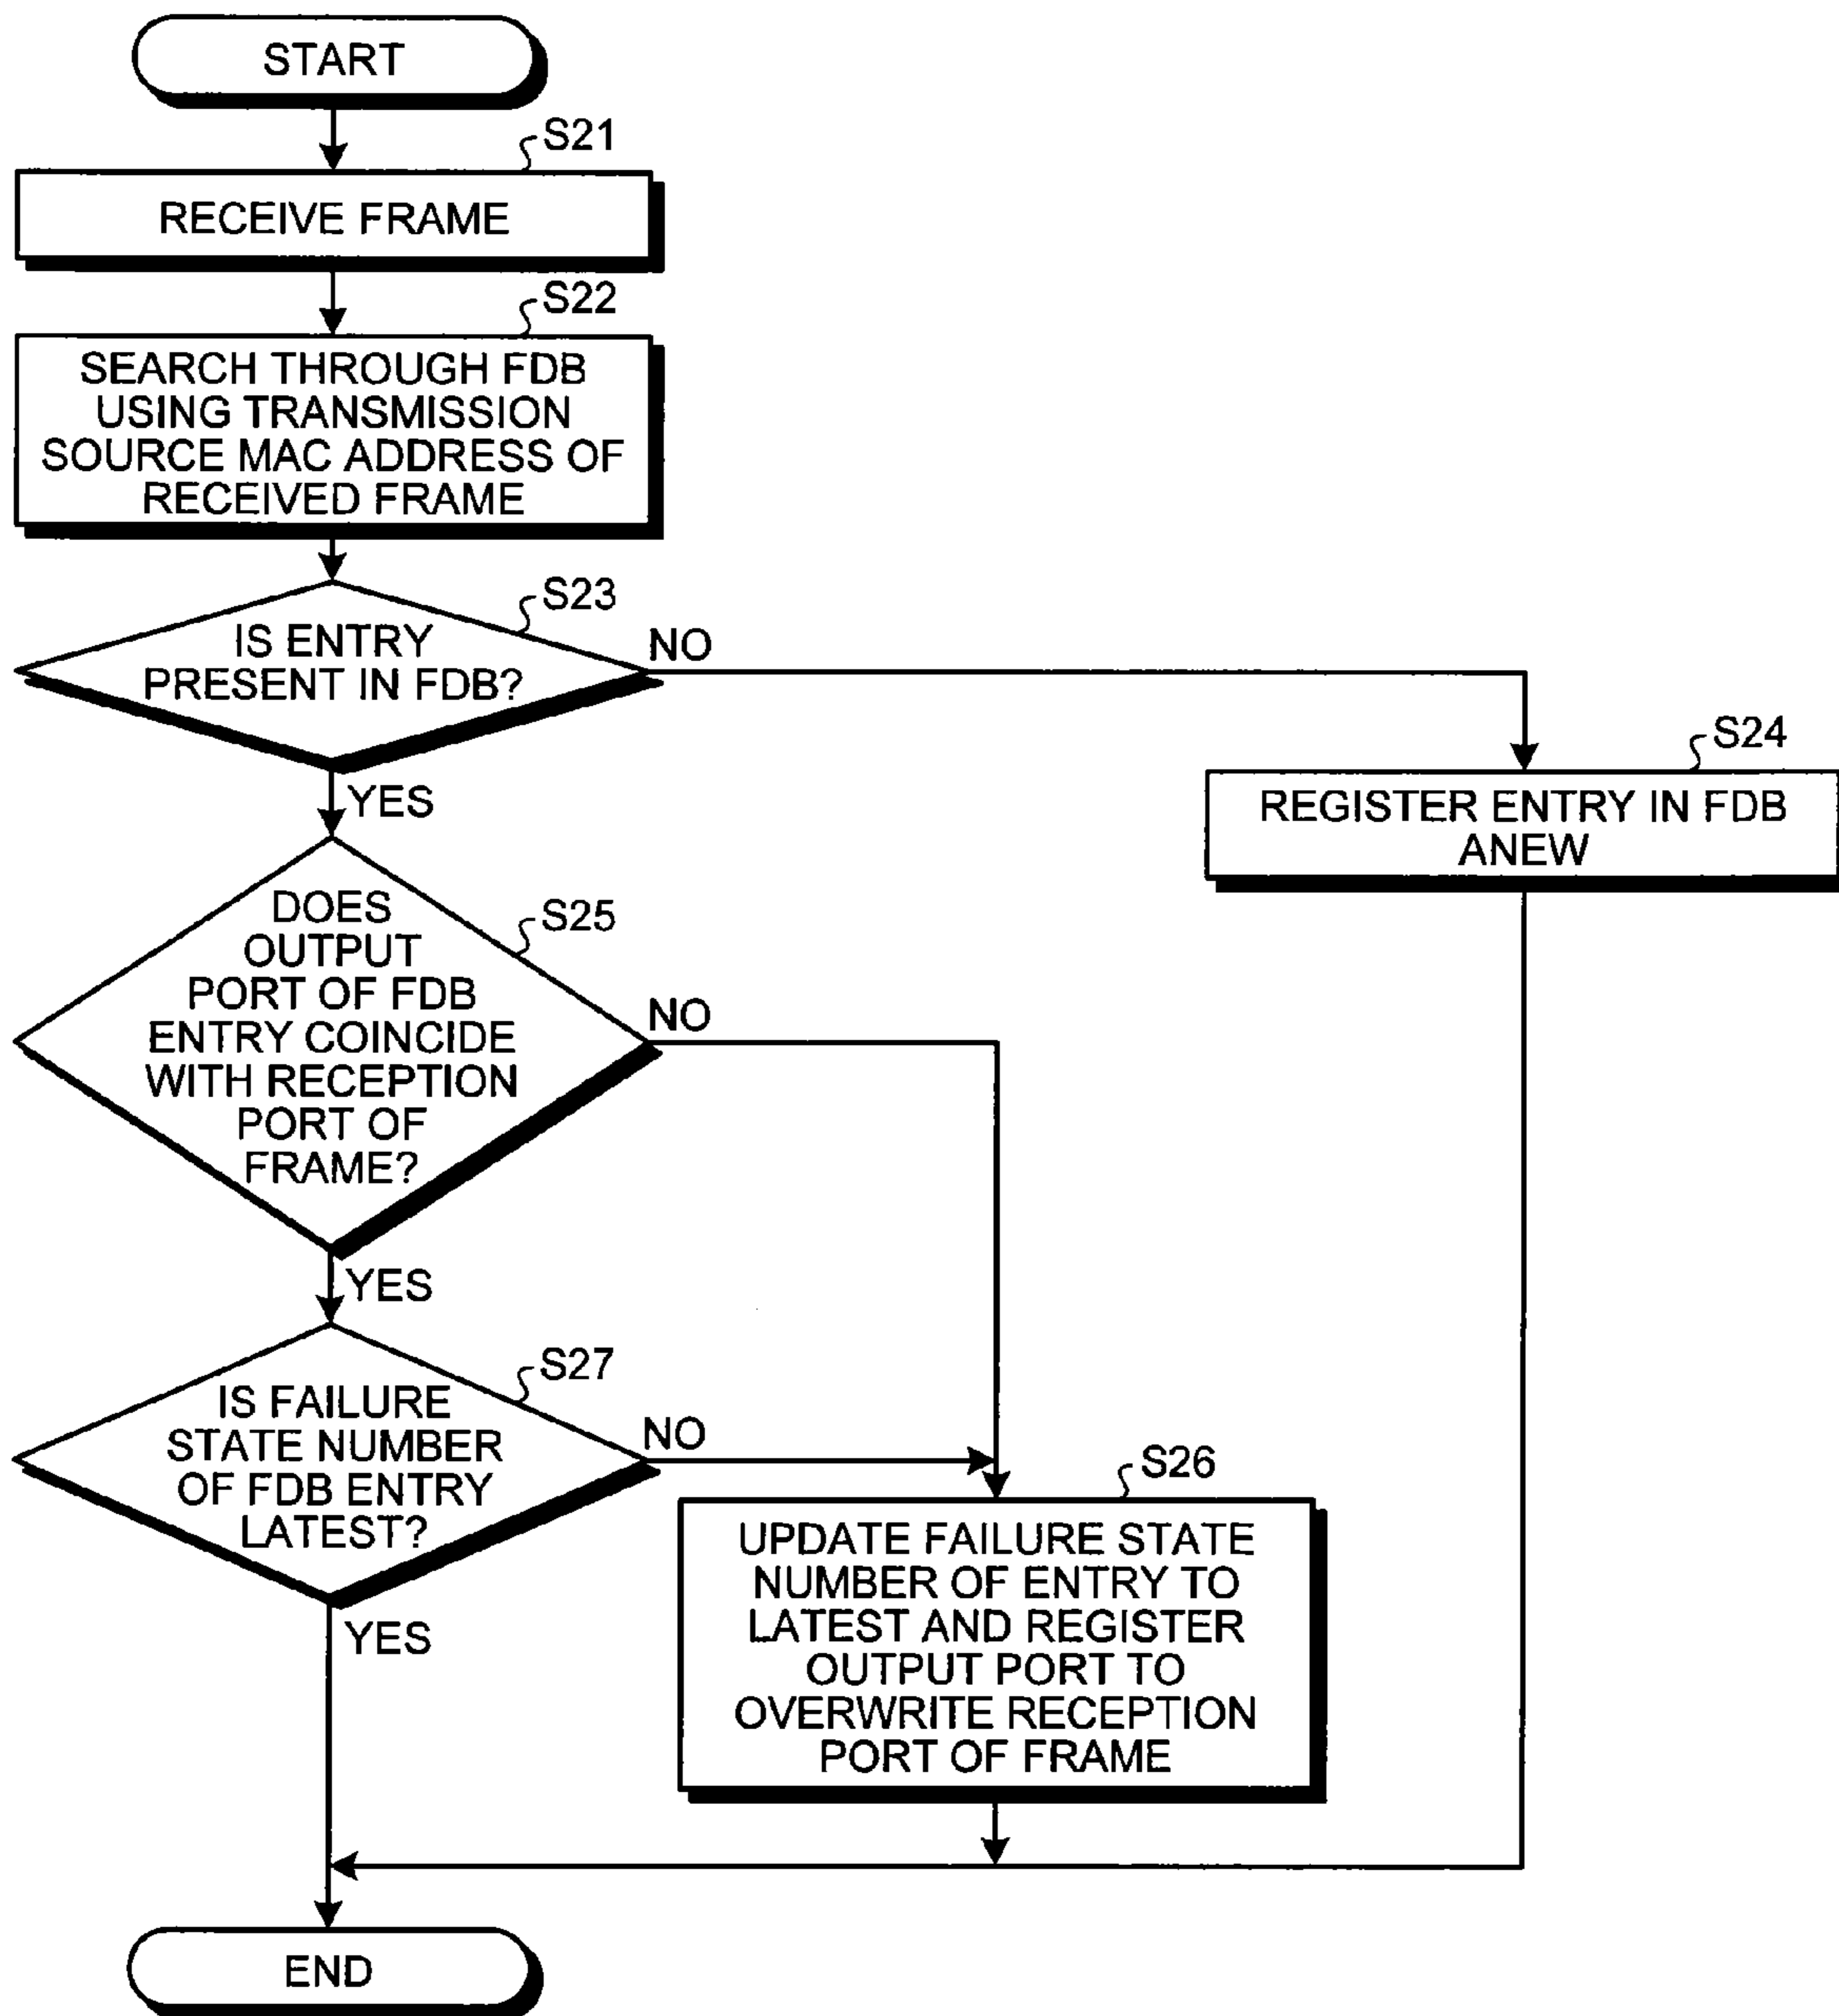 START
S21
RECEIVE FRAME
S22
SEARCH THROUGH FDB
USING TRANSMISSION
SOURCE MAC ADDRESS OF
RECEIVED FRAME
S23
IS ENTRY
PRESENT IN FDB?
NO
YES
S24
REGISTER ENTRY IN FDB
ANEW
S25
DOES
OUTPUT
PORT OF FDB
ENTRY COINCIDE
WITH RECEPTION
PORT OF
FRAME?
NO
YES
S27
IS FAILURE
STATE NUMBER
OF FDB ENTRY
LATEST?
NO
YES
S26
UPDATE FAILURE STATE
NUMBER OF ENTRY TO
LATEST AND REGISTER
OUTPUT PORT TO
OVERWRITE RECEPTION
PORT OF FRAME
END